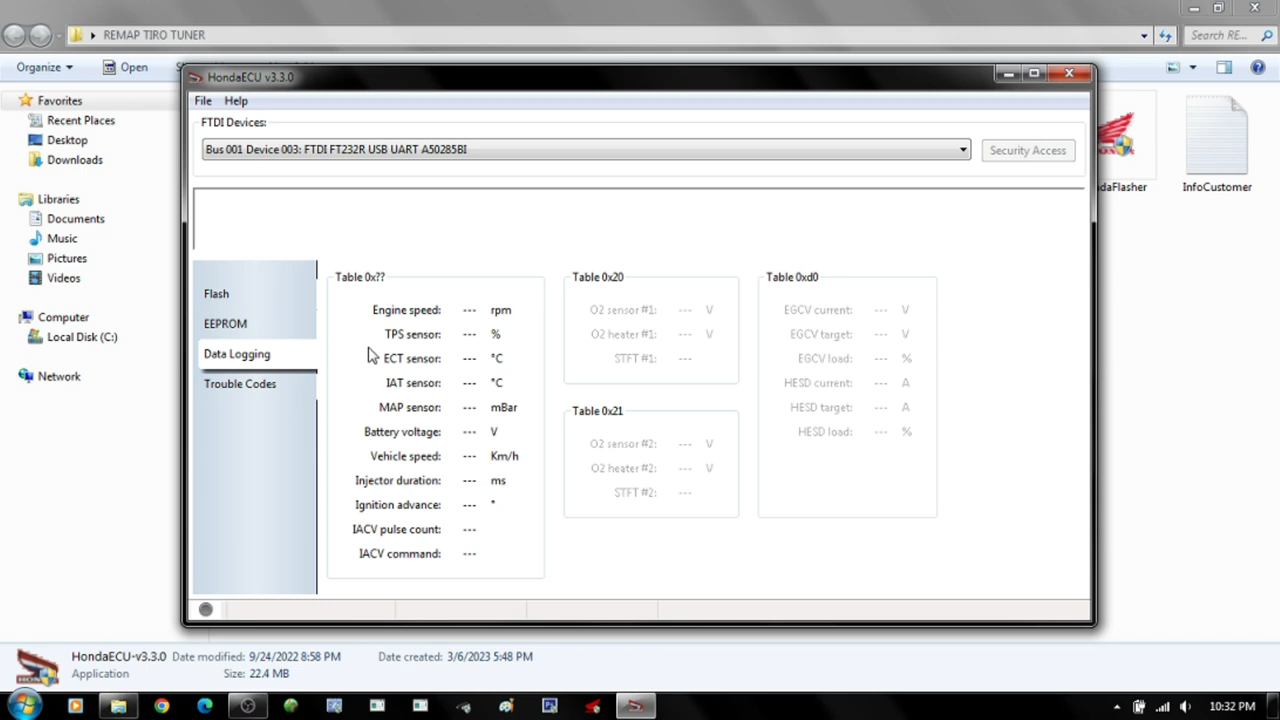 REMAP TIRO TUNER
Search RE...
Organize
Open
Favorites
Recent Places
Desktop
Downloads
Libraries
Documents
Music
Pictures
Videos
Computer
Local Disk (C:)
Network
HondaECU v3.3.0
File Help
FTDI Devices:
Bus 001 Device 003: FTDI FT232R USB UART A50285BI
Security Access
Flash
EEPROM
Data Logging
Trouble Codes
Table 0x??
Engine speed: --- rpm
TPS sensor: --- %
ECT sensor: --- °C
IAT sensor: --- °C
MAP sensor: --- mBar
Battery voltage: --- V
Vehicle speed: --- Km/h
Injector duration: --- ms
Ignition advance: --- °
IACV pulse count: ---
IACV command: ---
Table 0x20
O2 sensor #1: --- V
O2 heater #1: --- V
STFT #1: ---
Table 0x21
O2 sensor #2: --- V
O2 heater #2: --- V
STFT #2: ---
Table 0xd0
EGCV current: --- V
EGCV target: --- V
EGCV load: --- %
HESD current: --- A
HESD target: --- A
HESD load: --- %
daFlasher
InfoCustomer
HondaECU-v3.3.0 Date modified: 9/24/2022 8:58 PM Date created: 3/6/2023 5:48 PM
Application Size: 22.4 MB
10:32 PM